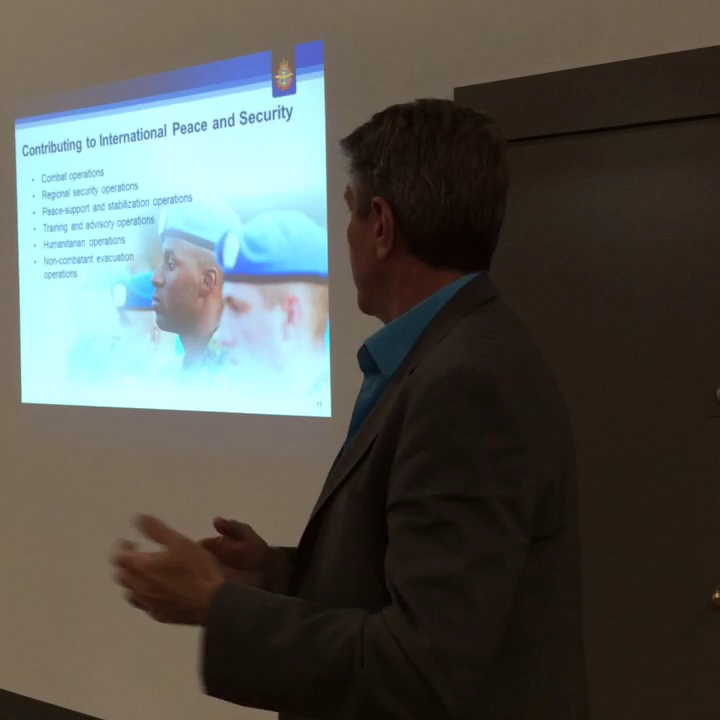 Contributing to International Peace and Security
• Combat operations
• Regional security operations
• Peace-support and stabilization operations
• Training and advisory operations
• Humanitarian operations
• Non-combatant evacuation
operations